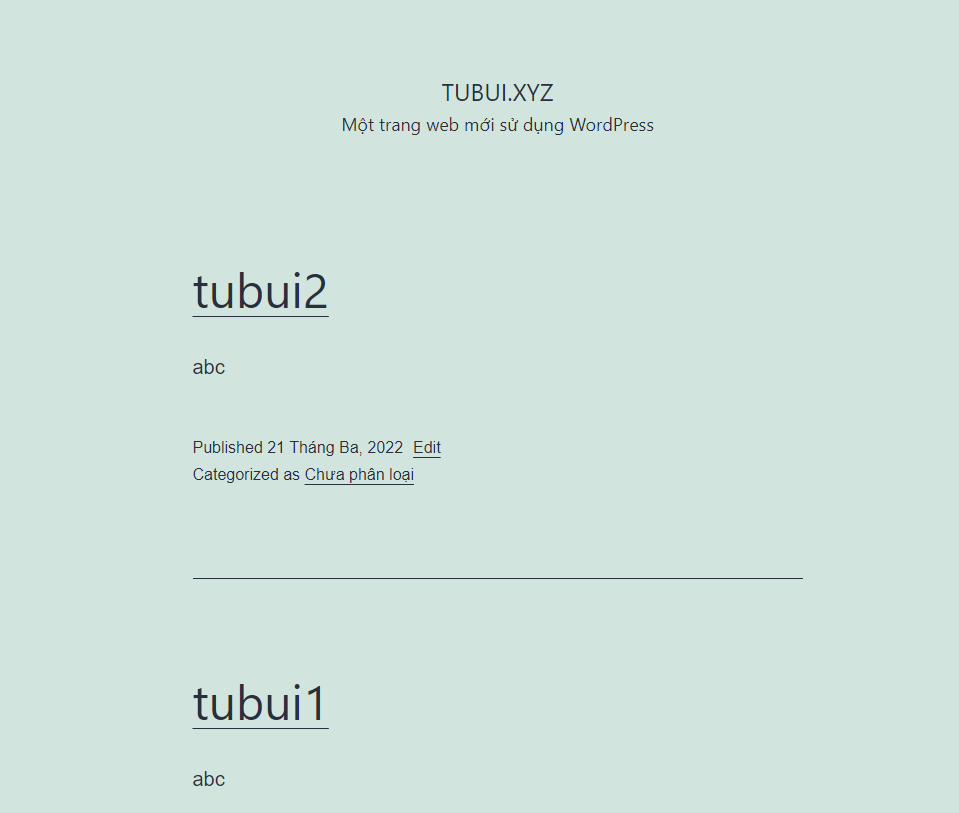 TUBUI.XYZ
Một trang web mới sử dụng WordPress
tubui2
abc
Published 21 Tháng Ba, 2022 Edit
Categorized as Chưa phân loại
tubui1
abc